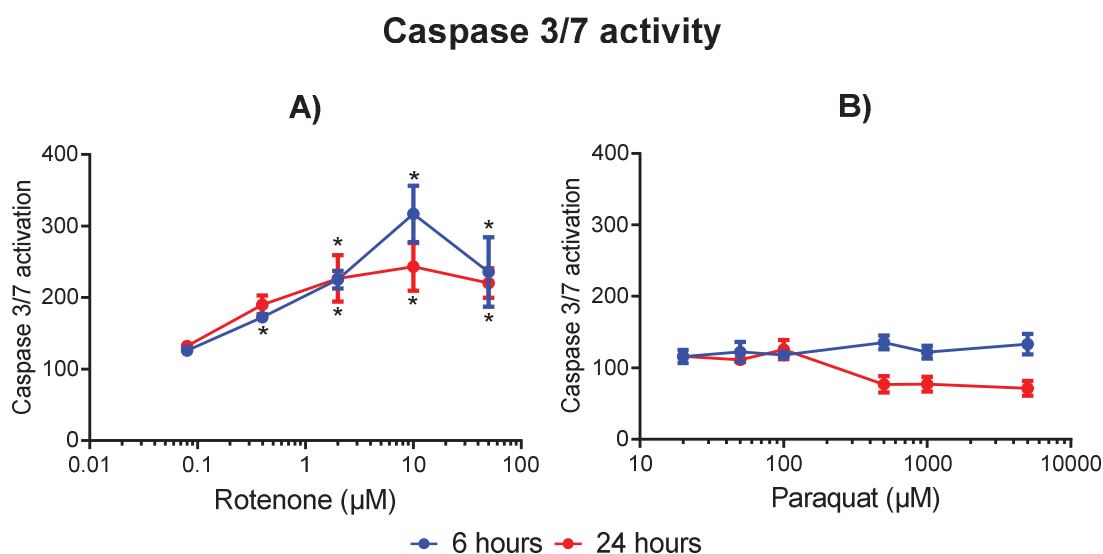 Caspase 3/7 activity
A)
B)
400
300
200
100
0
Caspase 3/7 activation
*
*
*
*
*
*
*
0.01
0.1
1
10
100
Rotenone (µM)
400
300
200
100
0
Caspase 3/7 activation
10
100
1000
10000
Paraquat (µM)
6 hours
24 hours